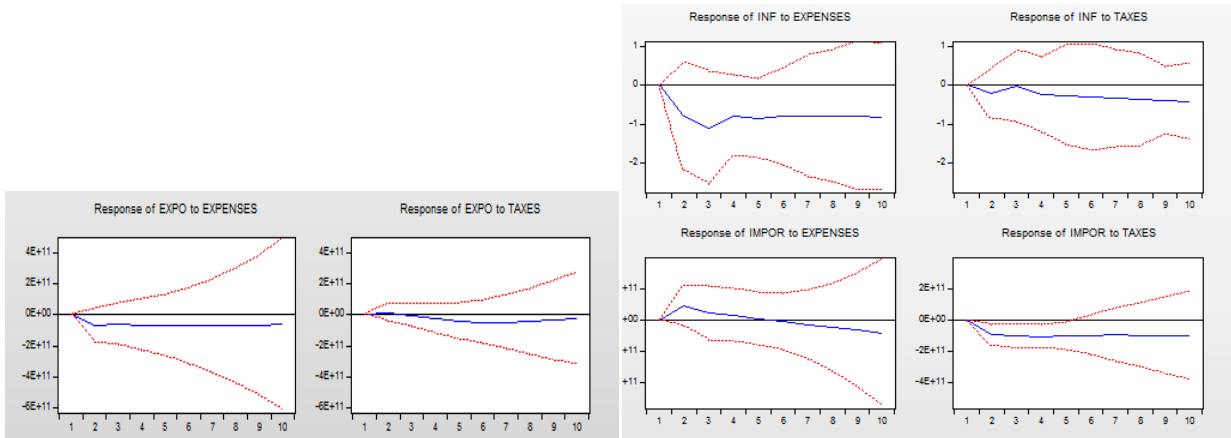 Response of INF to EXPENSES
1
0
-1
-2
1 2 3 4 5 6 7 8 9 10
Response of INF to TAXES
1
0
-1
-2
1 2 3 4 5 6 7 8 9 10
Response of EXPO to EXPENSES
4E+11
2E+11
0E+00
-2E+11
-4E+11
-6E+11
1 2 3 4 5 6 7 8 9 10
Response of EXPO to TAXES
4E+11
2E+11
0E+00
-2E+11
-4E+11
-6E+11
1 2 3 4 5 6 7 8 9 10
Response of IMPOR to EXPENSES
+11
+00
+11
+11
1 2 3 4 5 6 7 8 9 10
Response of IMPOR to TAXES
2E+11
0E+00
-2E+11
-4E+11
1 2 3 4 5 6 7 8 9 10